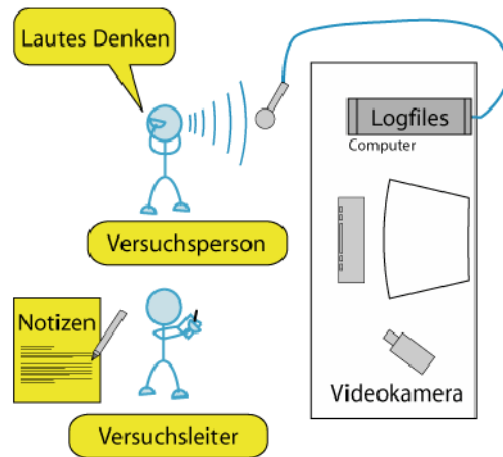 Lautes Denken
Logfiles
Computer
Versuchsperson
Notizen
Videokamera
Versuchsleiter